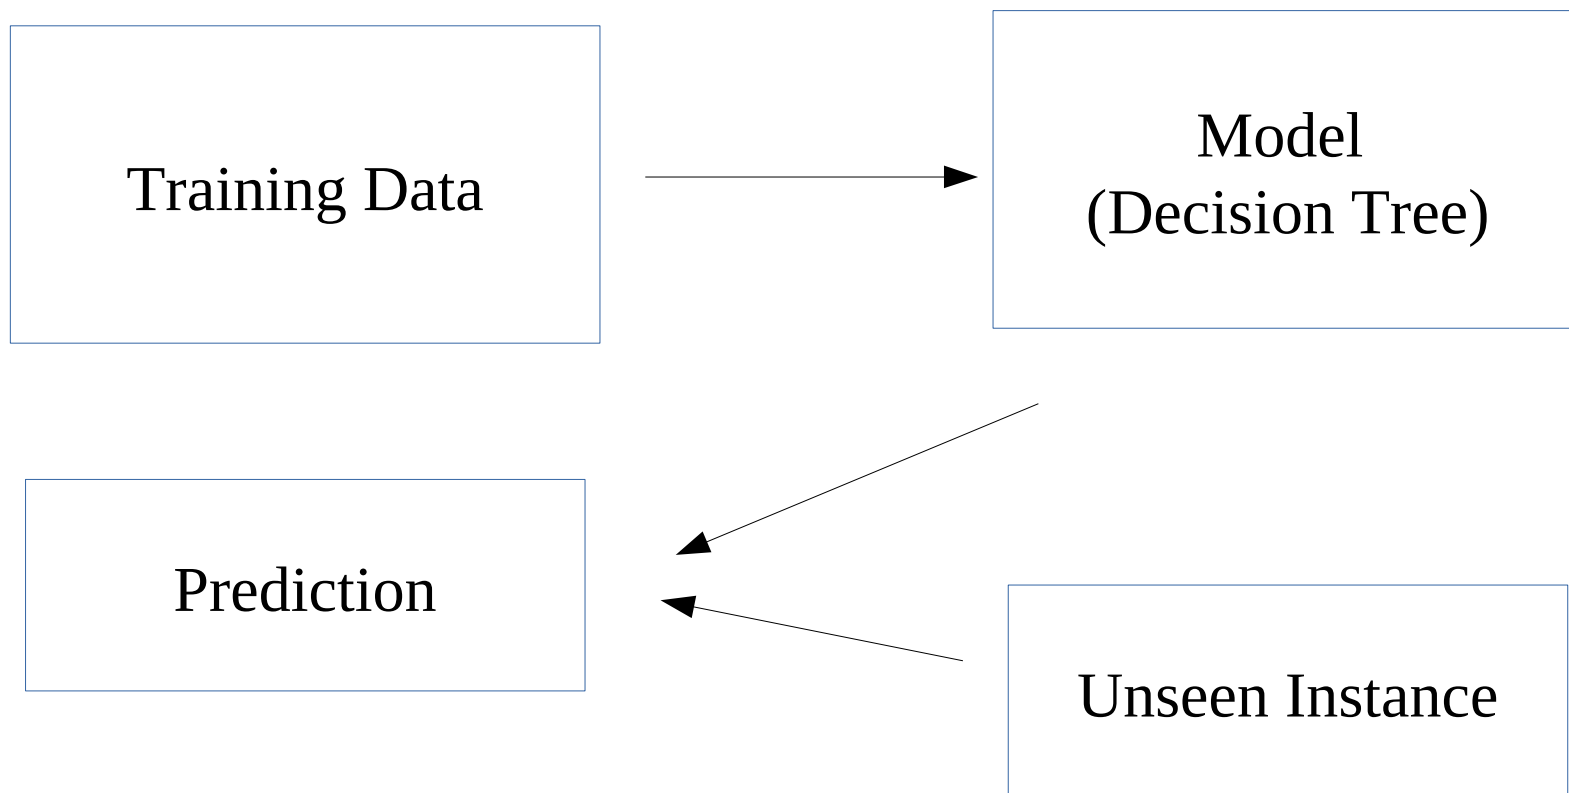 Training Data
Model
(Decision Tree)
Prediction
Unseen Instance